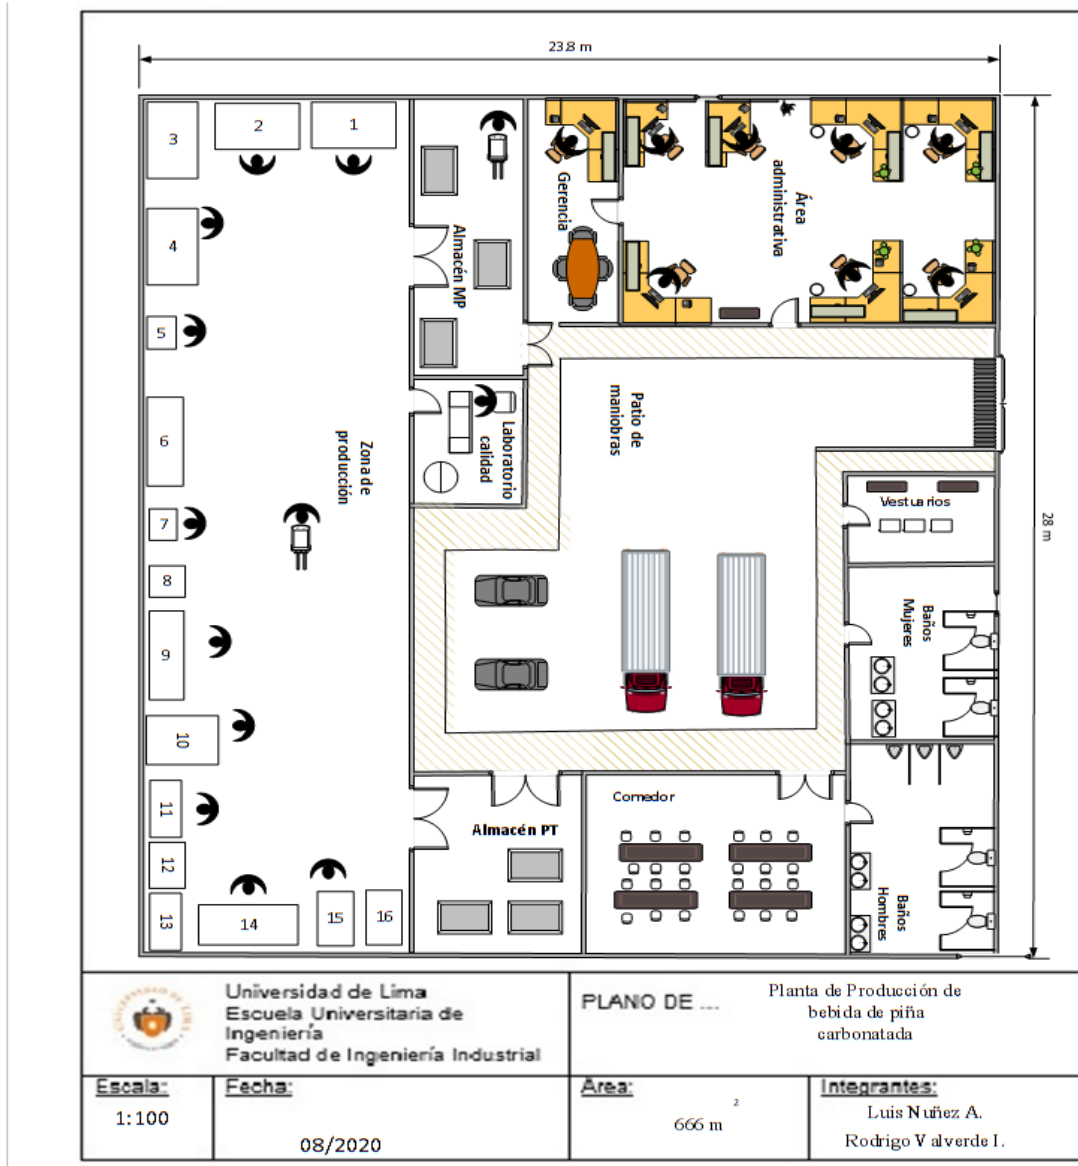 23.8 m
3
2
1
4
5
6
7
8
9
10
11
12
13
14
15
16
Almacén MP
Gerencia
Área
administrativa
Zona de
producción
Laboratorio
calidad
Patio de
maniobras
28 m
Vestuarios
Baños
Mujeres
Baños
Hombres
Almacén PT
Comedor
Universidad de Lima
Escuela Universitaria de
Ingeniería
Facultad de Ingeniería Industrial
PLANO DE ...
Planta de Producción de
bebida de piña
carbonatada
Escala:
1:100
Fecha:
08/2020
Area:
666 m²
Integrantes:
Luis Nuñez A.
Rodrigo Valverde I.